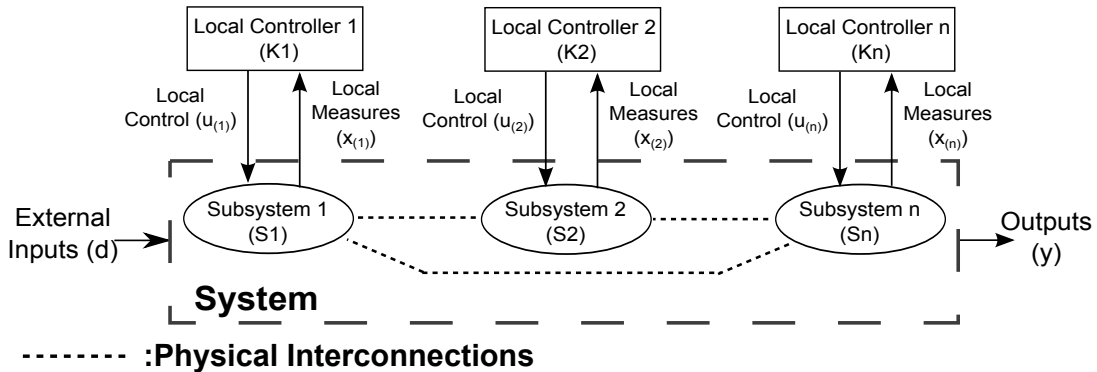 Local Controller 1
(K1)
Local Controller 2
(K2)
Local Controller n
(Kn)
Local
Control (u(1))
Local
Measures
(x(1))
Local
Control (u(2))
Local
Measures
(x(2))
Local
Control (u(n))
Local
Measures
(x(n))
External
Inputs (d)
Subsystem 1
(S1)
Subsystem 2
(S2)
Subsystem n
(Sn)
Outputs
(y)
System
:Physical Interconnections